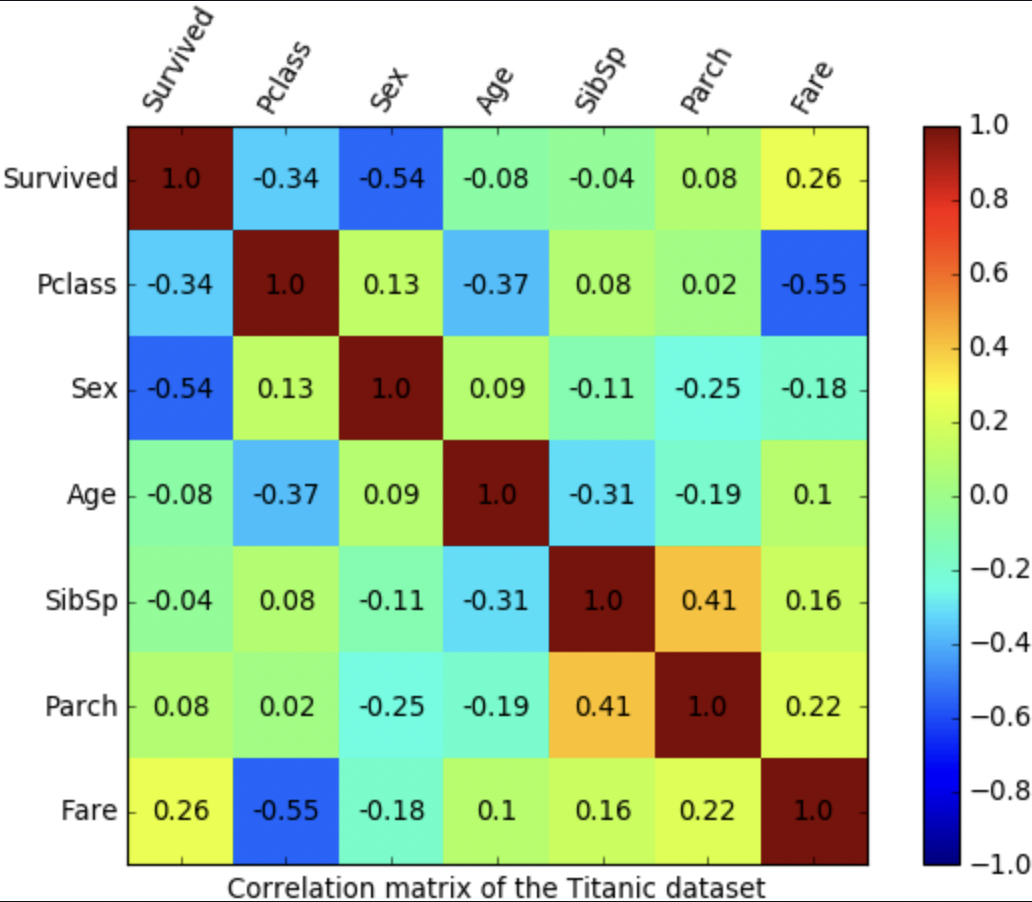 Survived Pclass Sex Age SibSp Parch Fare
Survived 1.0 -0.34 -0.54 -0.08 -0.04 0.08 0.26
Pclass -0.34 1.0 0.13 -0.37 0.08 0.02 -0.55
Sex -0.54 0.13 1.0 0.09 -0.11 -0.25 -0.18
Age -0.08 -0.37 0.09 1.0 -0.31 -0.19 0.1
SibSp -0.04 0.08 -0.11 -0.31 1.0 0.41 0.16
Parch 0.08 0.02 -0.25 -0.19 0.41 1.0 0.22
Fare 0.26 -0.55 -0.18 0.1 0.16 0.22 1.0
1.0
0.8
0.6
0.4
0.2
0.0
−0.2
−0.4
−0.6
−0.8
−1.0
Correlation matrix of the Titanic dataset